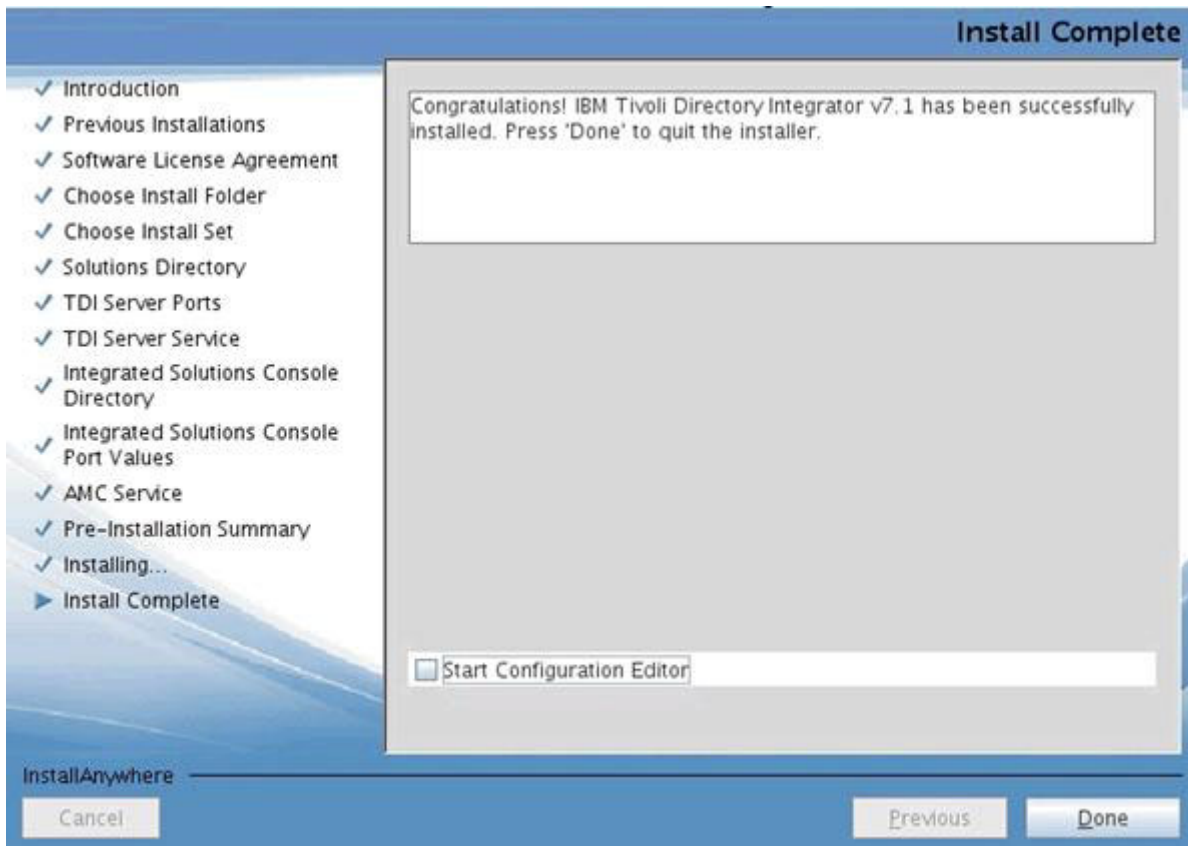 Install Complete
Introduction
Previous Installations
Software License Agreement
Choose Install Folder
Choose Install Set
Solutions Directory
TDI Server Ports
TDI Server Service
Integrated Solutions Console
Directory
Integrated Solutions Console
Port Values
AMC Service
Pre-Installation Summary
Installing...
Install Complete
Congratulations! IBM Tivoli Directory Integrator v7.1 has been successfully
installed. Press 'Done' to quit the installer.
Start Configuration Editor
InstallAnywhere
Cancel
Previous
Done